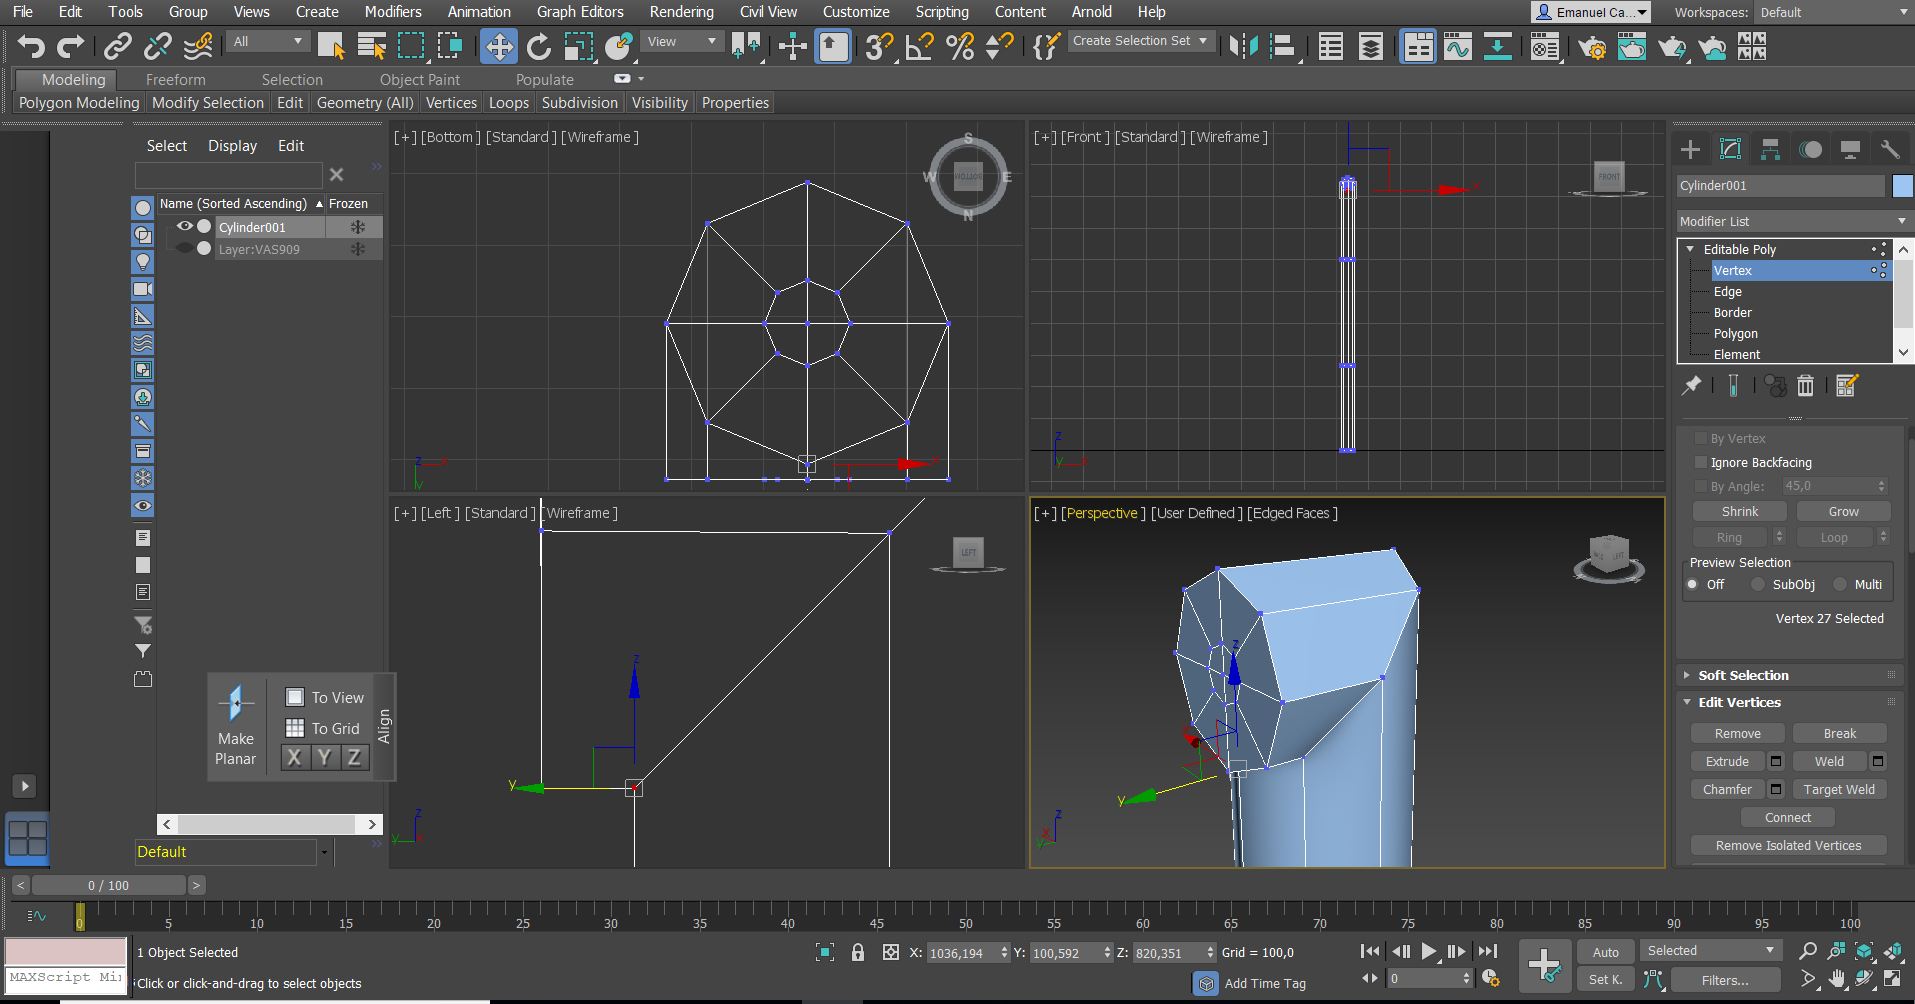 File Edit Tools Group Views Create Modifiers Animation Graph Editors Rendering Civil View Customize Scripting Content Arnold Help Emanuel Ca... Workspaces: Default
All View Create Selection Set
Modeling Freeform Selection Object Paint Populate
Polygon Modeling Modify Selection Edit Geometry (All) Vertices Loops Subdivision Visibility Properties
Select Display Edit
Name (Sorted Ascending) Frozen
Cylinder001
Layer:VAS909
Make Planar
To View
To Grid
X Y Z
Align
Default
[+] [Bottom ] [Standard ] [Wireframe ]
S
W E
N
BOTTOM
x
z x
y
[+] [Front ] [Standard ] [Wireframe ]
FRONT
x
z
y x
[+] [Left ] [Standard ] [Wireframe ]
LEFT
z
y
z
y x
[+] [Perspective ] [User Defined ] [Edged Faces ]
LEFT
z
x
y
z
x
y
Cylinder001
Modifier List
Editable Poly
Vertex
Edge
Border
Polygon
Element
By Vertex
Ignore Backfacing
By Angle: 45,0
Shrink Grow
Ring Loop
Preview Selection
Off SubObj Multi
Vertex 27 Selected
Soft Selection
Edit Vertices
Remove Break
Extrude Weld
Chamfer Target Weld
Connect
Remove Isolated Vertices
< 0 / 100 >
0 5 10 15 20 25 30 35 40 45 50 55 60 65 70 75 80 85 90 95 100
1 Object Selected X: 1036,194 Y: 100,592 Z: 820,351 Grid = 100,0 Auto Selected
MAXScript Mi
Click or click-and-drag to select objects Add Time Tag 0 Set K. Filters...